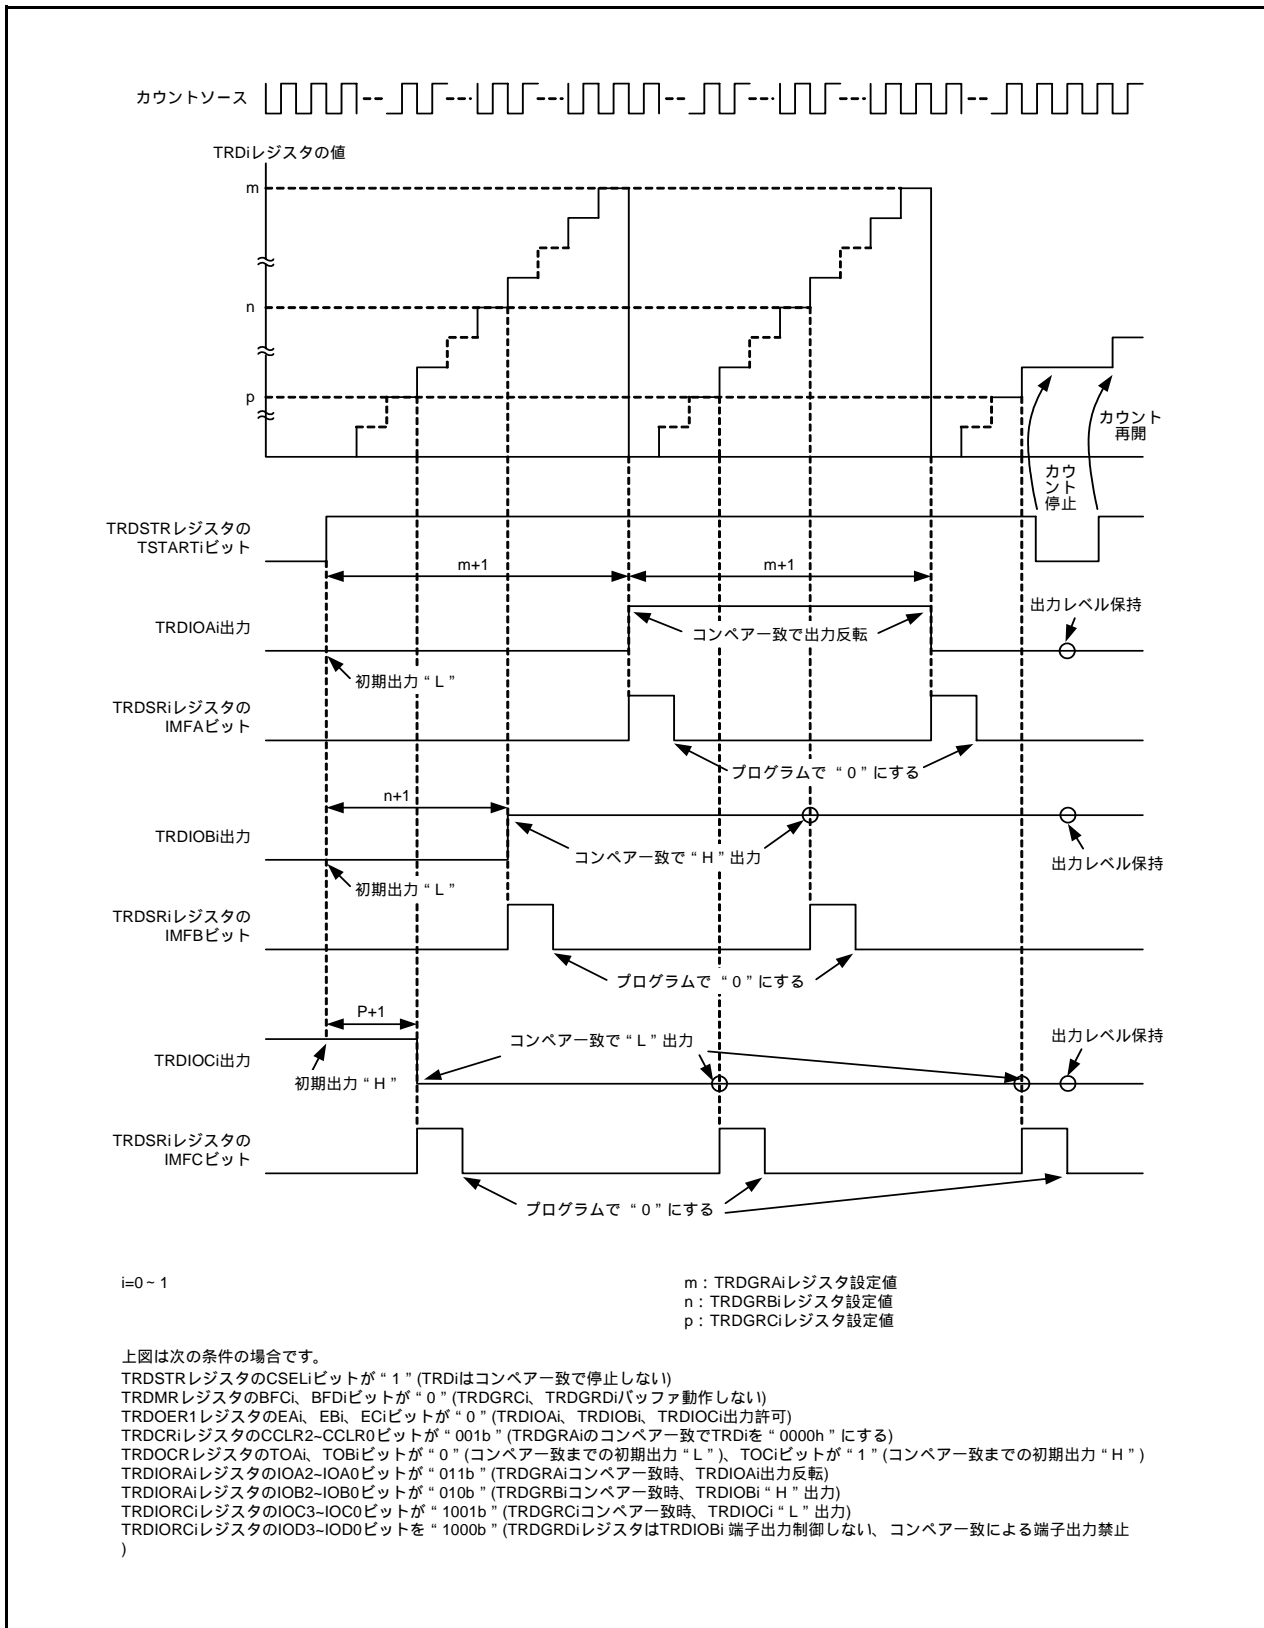 カウントソース
TRDiレジスタの値
m
n
p
カウント
再開
カウ
ント
停止
TRDSTRレジスタの
TSTARTiビット
m+1
m+1
TRDIOAi出力
コンペア一致で出力反転
出力レベル保持
初期出力“L”
TRDSRiレジスタの
IMFAビット
プログラムで“0”にする
n+1
TRDIOBi出力
コンペア一致で“H”出力
出力レベル保持
初期出力“L”
TRDSRiレジスタの
IMFBビット
プログラムで“0”にする
P+1
TRDIOCi出力
コンペア一致で“L”出力
出力レベル保持
初期出力“H”
TRDSRiレジスタの
IMFCビット
プログラムで“0”にする
i=0~1
m:TRDGRAiレジスタ設定値
n:TRDGRBiレジスタ設定値
p:TRDGRCiレジスタ設定値
上図は次の条件の場合です。
TRDSTRレジスタのCSELiビットが“1”(TRDiはコンペア一致で停止しない)
TRDMRレジスタのBFCi、BFDiビットが“0”(TRDGRCi、TRDGRDiバッファ動作しない)
TRDOER1レジスタのEAi、EBi、ECiビットが“0”(TRDIOAi、TRDIOBi、TRDIOCi出力許可)
TRDCRiレジスタのCCLR2~CCLR0ビットが“001b”(TRDGRAiのコンペア一致でTRDiを“0000h”にする)
TRDOCRレジスタのTOAi、TOBiビットが“0”(コンペア一致までの初期出力“L”)、TOCiビットが“1”(コンペア一致までの初期出力“H”)
TRDIORAiレジスタのIOA2~IOA0ビットが“011b”(TRDGRAiコンペア一致時、TRDIOAi出力反転)
TRDIORAiレジスタのIOB2~IOB0ビットが“010b”(TRDGRBiコンペア一致時、TRDIOBi“H”出力)
TRDIORCiレジスタのIOC3~IOC0ビットが“1001b”(TRDGRCiコンペア一致時、TRDIOCi“L”出力)
TRDIORCiレジスタのIOD3~IOD0ビットを“1000b”(TRDGRDiレジスタはTRDIOBi 端子出力制御しない、コンペア一致による端子出力禁止
)